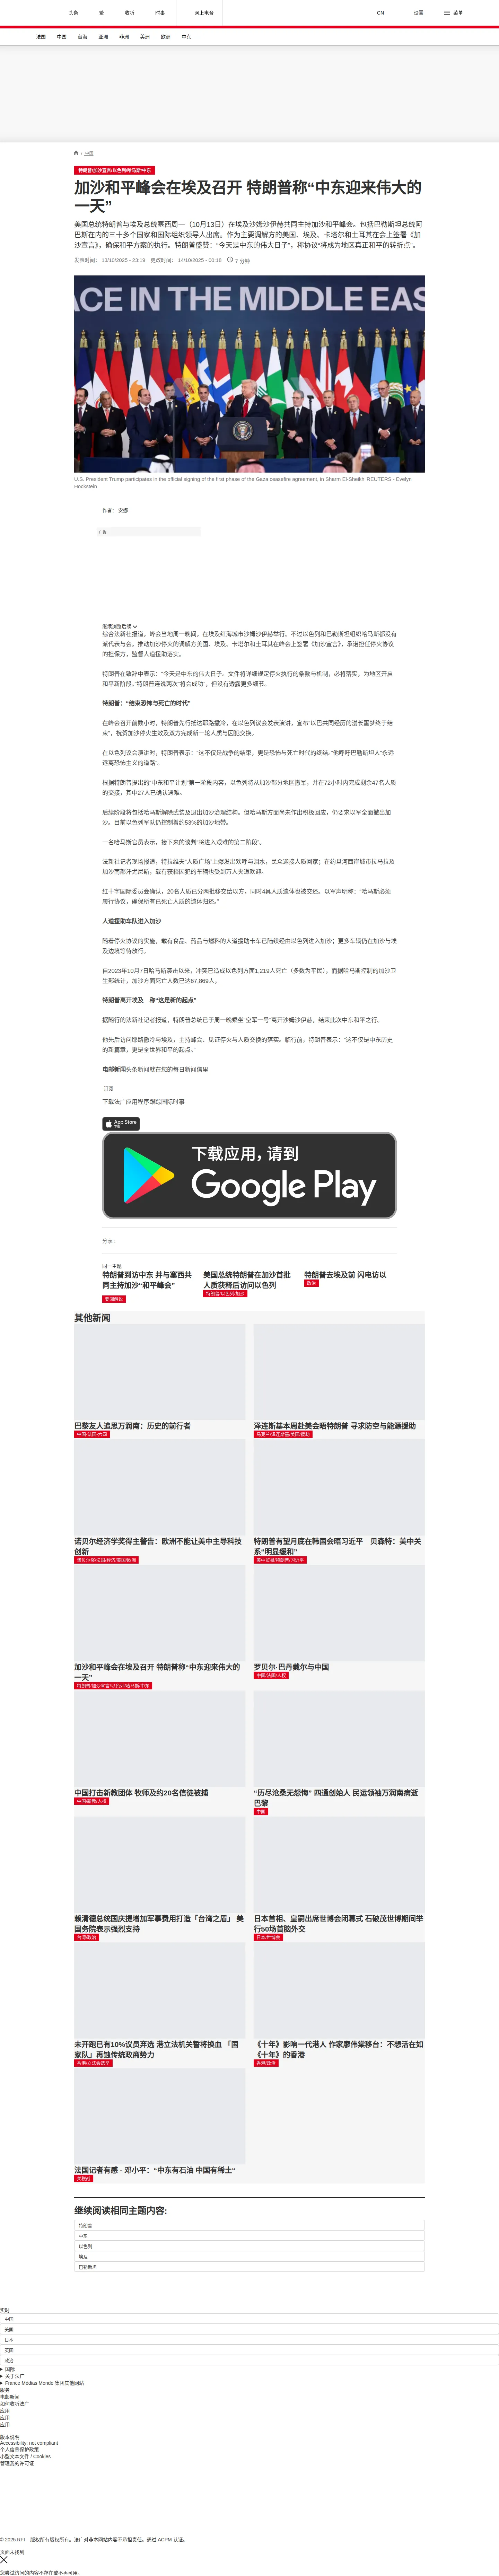 头条
繁
收听
时事
网上电台
CN
设置
菜单
法国
中国
台海
亚洲
非洲
美洲
欧洲
中东
/ 中国
特朗普/加沙宣言/以色列/哈马斯/中东
加沙和平峰会在埃及召开 特朗普称“中东迎来伟大的
一天”
美国总统特朗普与埃及总统塞西周一（10月13日）在埃及沙姆沙伊赫共同主持加沙和平峰会。包括巴勒斯坦总统阿
巴斯在内的三十多个国家和国际组织领导人出席。作为主要调解方的美国、埃及、卡塔尔和土耳其在会上签署《加
沙宣言》，确保和平方案的执行。特朗普盛赞：“今天是中东的伟大日子”，称协议“将成为地区真正和平的转折点”。
发表时间： 13/10/2025 - 23:19 更改时间： 14/10/2025 - 00:18 7 分钟
ACE IN THE MIDDLE EAS
U.S. President Trump participates in the official signing of the first phase of the Gaza ceasefire agreement, in Sharm El-Sheikh REUTERS - Evelyn
Hockstein
作者： 安娜
广告
继续浏览后续
综合法新社报道，峰会当地周一晚间，在埃及红海城市沙姆沙伊赫举行。不过以色列和巴勒斯坦组织哈马斯都没有
派代表与会。推动加沙停火的调解方美国、埃及、卡塔尔和土耳其在峰会上签署《加沙宣言》，承诺担任停火协议
的担保方，监督人道援助落实。
特朗普在致辞中表示：“今天是中东的伟大日子。文件将详细规定停火执行的条款与机制，必将落实，为地区开启
和平新阶段。”特朗普连说两次“将会成功”，但没有透露更多细节。
特朗普：“结束恐怖与死亡的时代”
在峰会召开前数小时，特朗普先行抵达耶路撒冷，在以色列议会发表演讲，宣布“以巴共同经历的漫长噩梦终于结
束”，祝贺加沙停火生效及双方完成新一轮人质与囚犯交换。
在以色列议会演讲时，特朗普表示：“这不仅是战争的结束，更是恐怖与死亡时代的终结。”他呼吁巴勒斯坦人“永远
远离恐怖主义的道路”。
根据特朗普提出的“中东和平计划”第一阶段内容，以色列将从加沙部分地区撤军，并在72小时内完成剩余47名人质
的交接，其中27人已确认遇难。
后续阶段将包括哈马斯解除武装及退出加沙治理结构。但哈马斯方面尚未作出积极回应，仍要求以军全面撤出加
沙。目前以色列军队仍控制着约53%的加沙地带。
一名哈马斯官员表示，接下来的谈判“将进入艰难的第二阶段”。
法新社记者现场报道，特拉维夫“人质广场”上爆发出欢呼与泪水，民众迎接人质回家；在约旦河西岸城市拉马拉及
加沙南部汗尤尼斯，载有获释囚犯的车辆也受到万人夹道欢迎。
红十字国际委员会确认，20名人质已分两批移交给以方，同时4具人质遗体也被交还。以军声明称：“哈马斯必须
履行协议，确保所有已死亡人质的遗体归还。”
人道援助车队进入加沙
随着停火协议的实施，载有食品、药品与燃料的人道援助卡车已陆续经由以色列进入加沙；更多车辆仍在加沙与埃
及边境等待放行。
自2023年10月7日哈马斯袭击以来，冲突已造成以色列方面1,219人死亡（多数为平民），而据哈马斯控制的加沙卫
生部统计，加沙方面死亡人数已达67,869人。
特朗普离开埃及 称“这是新的起点”
据随行的法新社记者报道，特朗普总统已于周一晚乘坐“空军一号”离开沙姆沙伊赫，结束此次中东和平之行。
他先后访问耶路撒冷与埃及，主持峰会、见证停火与人质交换的落实。临行前，特朗普表示：“这不仅是中东历史
的新篇章，更是全世界和平的起点。”
电邮新闻头条新闻就在您的每日新闻信里
订阅
下载法广应用程序跟踪国际时事
App Store
下载
下载应用，请到
Google Play
分享 :
同一主题
特朗普到访中东 并与塞西共
同主持加沙“和平峰会”
要闻解说
美国总统特朗普在加沙首批
人质获释后访问以色列
特朗普/以色列/加沙
特朗普去埃及前 闪电访以
政治
其他新闻
巴黎友人追思万润南：历史的前行者
中国·法国·六四
泽连斯基本周赴美会晤特朗普 寻求防空与能源援助
乌克兰/泽连斯基/美国/援助
诺贝尔经济学奖得主警告：欧洲不能让美中主导科技
创新
诺贝尔奖/法国/经济/美国/欧洲
特朗普有望月底在韩国会晤习近平 贝森特：美中关
系“明显缓和”
美中贸易/特朗普/习近平
加沙和平峰会在埃及召开 特朗普称“中东迎来伟大的
一天”
特朗普/加沙宣言/以色列/哈马斯/中东
罗贝尔·巴丹戴尔与中国
中国/法国/人权
中国打击新教团体 牧师及约20名信徒被捕
中国/新教/人权
“历尽沧桑无怨悔” 四通创始人 民运领袖万润南病逝
巴黎
中国
赖清德总统国庆提增加军事费用打造「台湾之盾」 美
国务院表示强烈支持
台湾/政治
日本首相、皇嗣出席世博会闭幕式 石破茂世博期间举
行50场首脑外交
日本/世博会
未开跑已有10%议员弃选 港立法机关誓将换血 「国
家队」再蚀传统政商势力
香港/立法会选举
《十年》影响一代港人 作家廖伟棠移台：不想活在如
《十年》的香港
香港/政治
法国记者有感 - 邓小平：“中东有石油 中国有稀土”
关税战
继续阅读相同主题内容:
特朗普
中东
以色列
埃及
巴勒斯坦
实时
中国
美国
日本
英国
政治
国际
关于法广
France Médias Monde 集团其他网站
服务
电邮新闻
如何收听法广
应用
应用
应用
版本说明
Accessibility: not compliant
个人信息保护政策
小型文本文件 / Cookies
管理我的许可证
© 2025 RFI – 版权所有版权所有。法广对非本网站内容不承担责任。通过 ACPM 认证。
页面未找到
您尝试访问的内容不存在或不再可用。